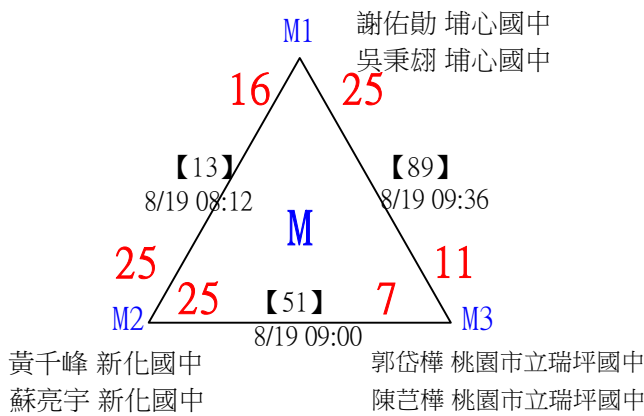 M1
謝佑勛 埔心國中
吳秉翃 埔心國中
16
25
【13】
8/19 08:12
【89】
8/19 09:36
M
25
11
25
【51】
7
M2
8/19 09:00
M3
黃千峰 新化國中
蘇亮宇 新化國中
郭岱樺 桃園市立瑞坪國中
陳芑樺 桃園市立瑞坪國中